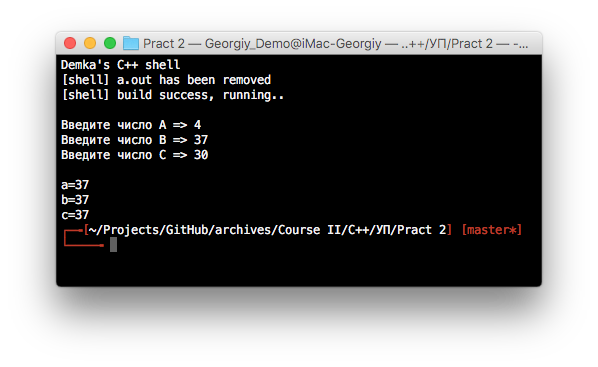 Pract 2 — Georgiy_Demo@iMac-Georgiy — ..++/УП/Pract 2 — -...
Demka's C++ shell
[shell] a.out has been removed
[shell] build success, running..
Введите число A => 4
Введите число B => 37
Введите число C => 30
a=37
b=37
c=37
[~/Projects/GitHub/archives/Course II/C++/УП/Pract 2] [master*]